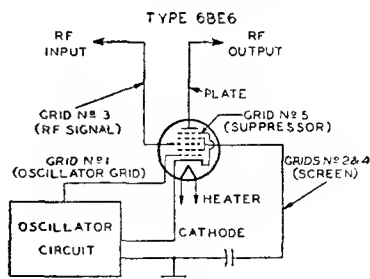 TYPE 6BE6
RF
INPUT
RF
OUTPUT
PLATE
GRID Nº 3
(RF SIGNAL)
GRID Nº 5
(SUPPRESSOR)
GRID Nº 1
(OSCILLATOR GRID)
GRIDS Nº 2&4
(SCREEN)
HEATER
CATHODE
OSCILLATOR
CIRCUIT